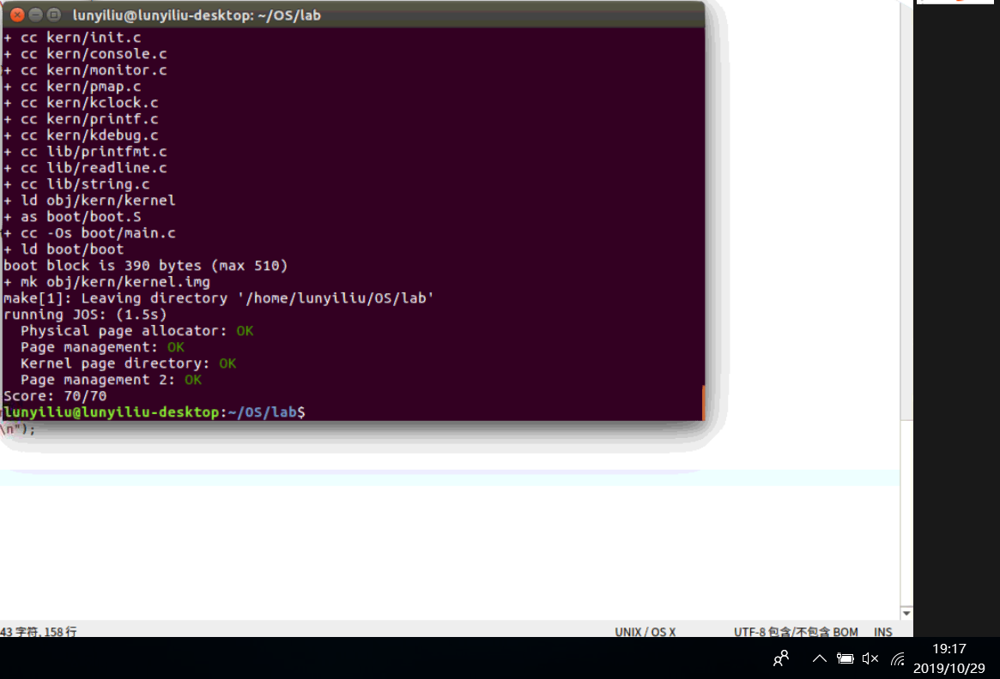 lunyiliu@lunyiliu-desktop: ~/OS/lab
+ cc kern/init.c
+ cc kern/console.c
+ cc kern/monitor.c
+ cc kern/pmap.c
+ cc kern/kclock.c
+ cc kern/printf.c
+ cc kern/kdebug.c
+ cc lib/printfmt.c
+ cc lib/readline.c
+ cc lib/string.c
+ ld obj/kern/kernel
+ as boot/boot.S
+ cc -Os boot/main.c
+ ld boot/boot
boot block is 390 bytes (max 510)
+ mk obj/kern/kernel.img
make[1]: Leaving directory '/home/lunyiliu/OS/lab'
running JOS: (1.5s)
  Physical page allocator: OK
  Page management: OK
  Kernel page directory: OK
  Page management 2: OK
Score: 70/70
lunyiliu@lunyiliu-desktop:~/OS/lab$
\n");
43 字符, 158 行 UNIX / OS X UTF-8 包含/不包含 BOM INS
19:17
2019/10/29